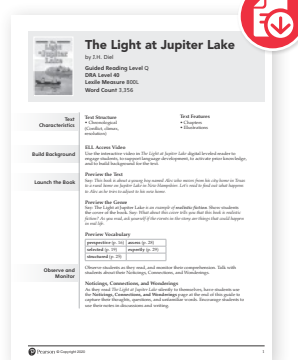 The Light at Jupiter Lake
by J.H. Diel
Guided Reading Level Q
DRA Level 40
Lexile Measure 800L
Word Count 3,356
Text Characteristics
Text Structure
• Chronological
(Conflict, climax,
resolution)
Text Features
• Chapters
• Illustrations
Build Background
ELL Access Video
Use the interactive video in The Light at Jupiter Lake digital leveled reader to
engage students, to support language development, to activate prior knowledge,
and to build background for the text.
Launch the Book
Preview the Text
Say: This book is about a young boy named Alec who moves from his city home in Texas
to a rural home on Jupiter Lake in New Hampshire. Let's read to find out what happens
to Alec as he tries to adjust to his new home.
Preview the Genre
Say: The Light at Jupiter Lake is an example of realistic fiction. Show students
the cover of the book. Say: What about this cover tells you that this book is realistic
fiction? As you read, ask yourself if the events in the story are things that could happen
in real life.
Preview Vocabulary
perspective (p. 16) access (p. 28)
selected (p. 19) expertly (p. 29)
structured (p. 25)
Observe and Monitor
Observe students as they read, and monitor their comprehension. Talk with
students about their Noticings, Connections, and Wonderings.
Noticings, Connections, and Wonderings
As they read The Light at Jupiter Lake silently to themselves, have students use
the Noticings, Connections, and Wonderings page at the end of this guide to
capture their thoughts, questions, and unfamiliar words. Encourage students to
use their notes in discussions and writing.
Pearson © Copyright 2020
1